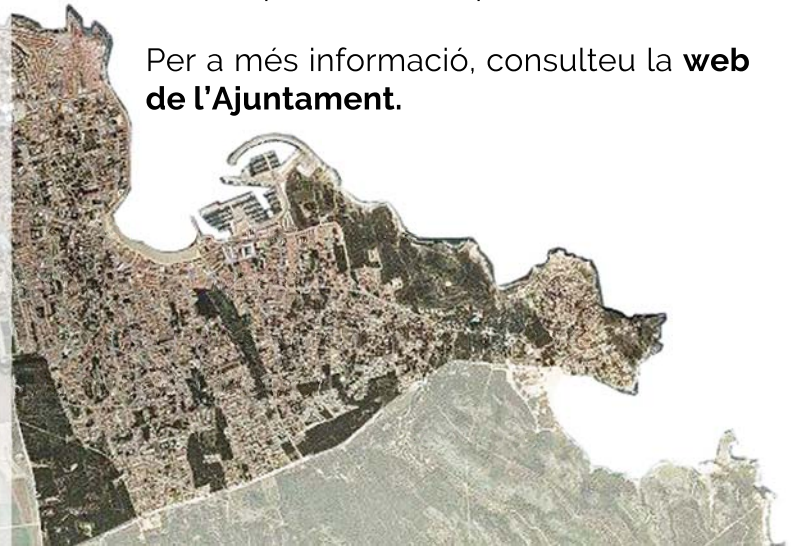 Per a més informació, consulteu la web
de l’Ajuntament.